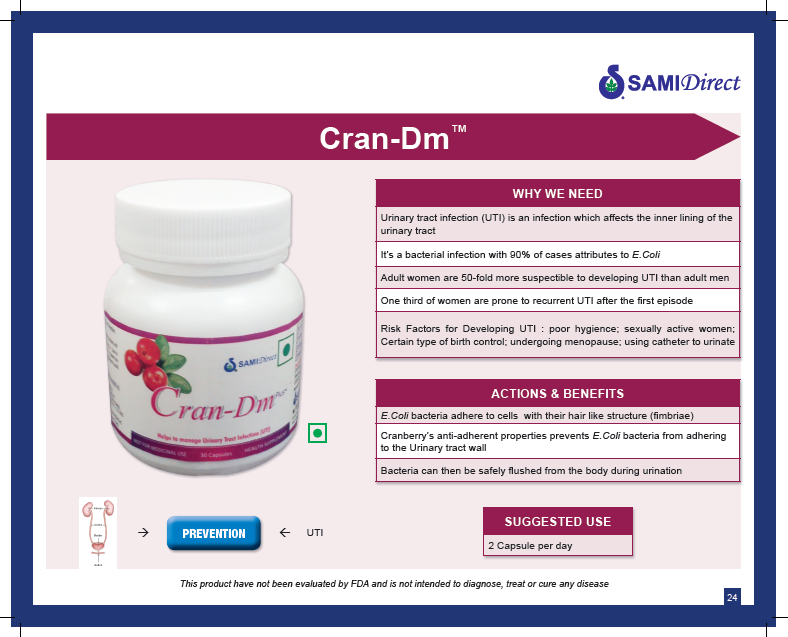 SAMIDirect
Cran-Dm™
WHY WE NEED
Urinary tract infection (UTI) is an infection which affects the inner lining of the
urinary tract
It's a bacterial infection with 90% of cases attributes to E.Coli
Adult women are 50-fold more suspectible to developing UTI than adult men
One third of women are prone to recurrent UTI after the first episode
Risk Factors for Developing UTI : poor hygience; sexually active women;
Certain type of birth control; undergoing menopause; using catheter to urinate
SAMIDirect
Cran-Dm Plus™
Helps to manage Urinary Tract Infection (UTI)
NOT FOR MEDICINAL USE 30 Capsules HEALTH SUPPLEMENT
ACTIONS & BENEFITS
E.Coli bacteria adhere to cells with their hair like structure (fimbriae)
Cranberry's anti-adherent properties prevents E.Coli bacteria from adhering
to the Urinary tract wall
Bacteria can then be safely flushed from the body during urination
PREVENTION
UTI
SUGGESTED USE
2 Capsule per day
This product have not been evaluated by FDA and is not intended to diagnose, treat or cure any disease
24